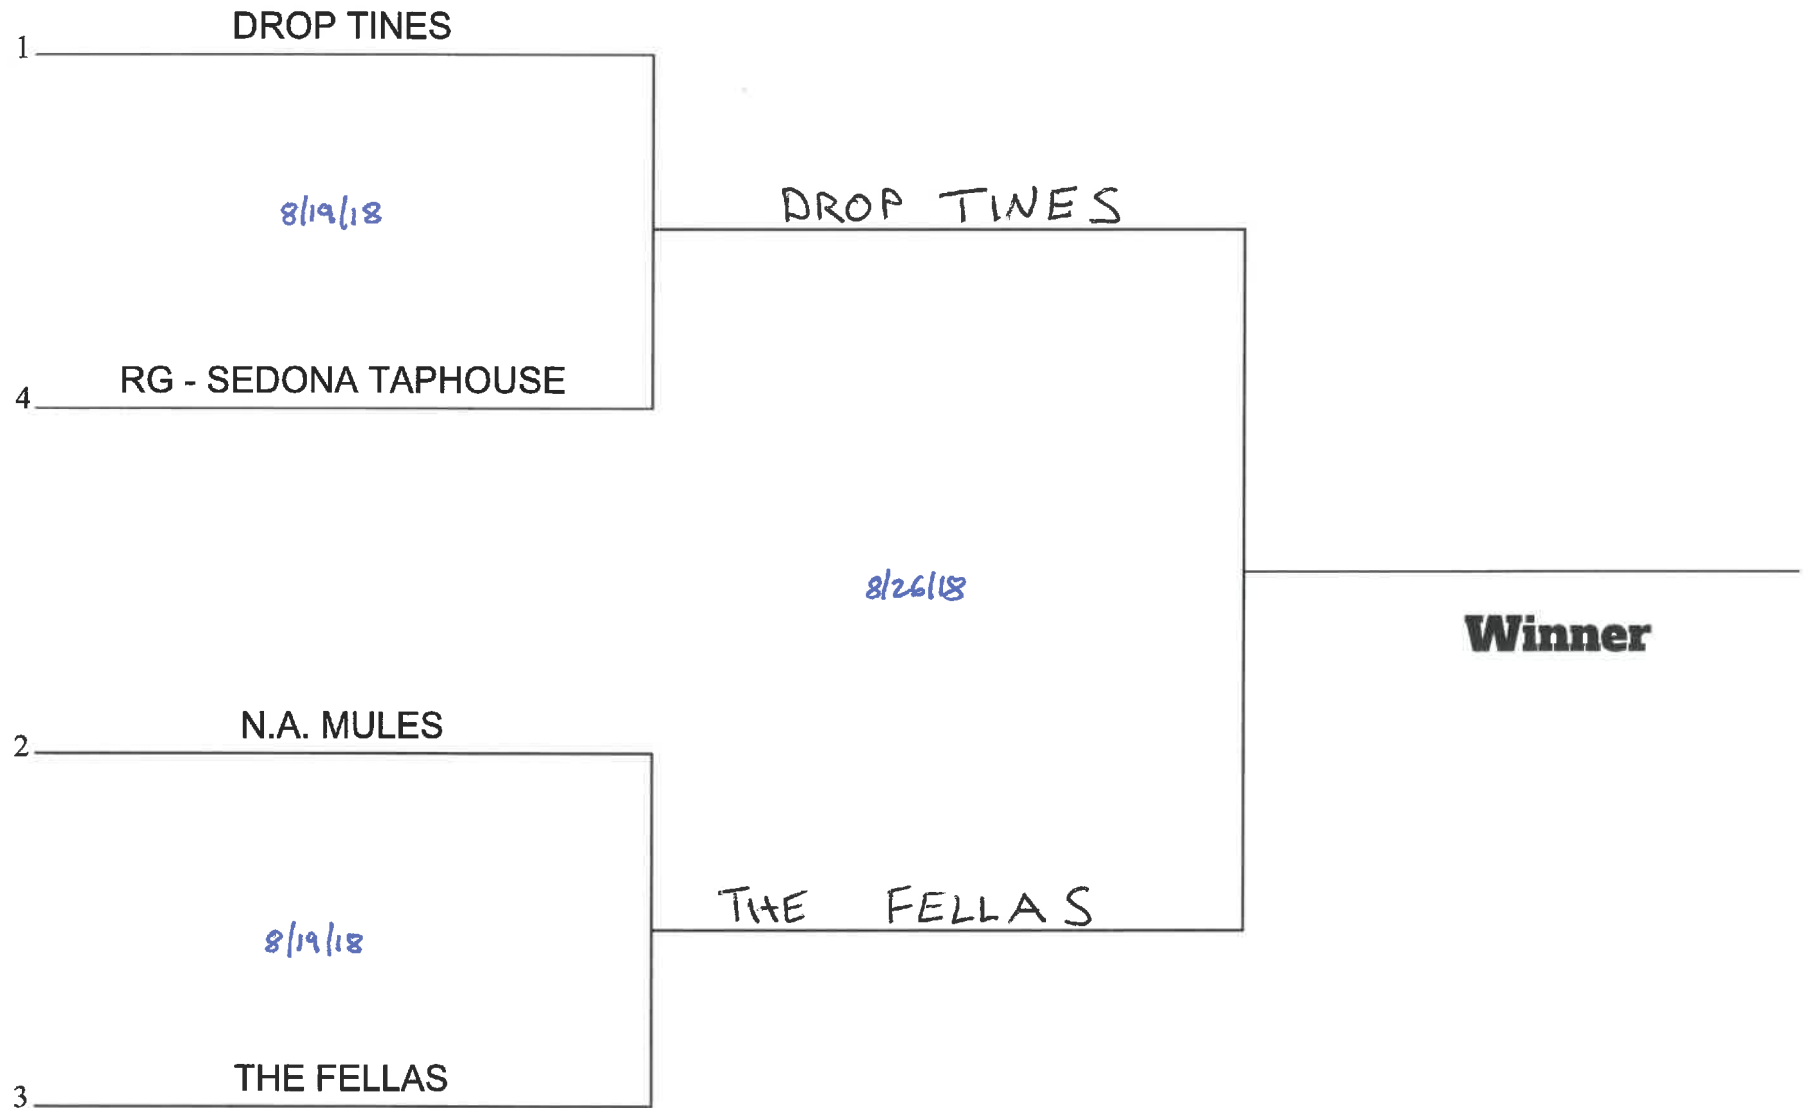 DROP TINES
1
8/19/18
DROP TINES
RG - SEDONA TAPHOUSE
4
8/26/18
Winner
N.A. MULES
2
THE FELLAS
8/19/18
THE FELLAS
3